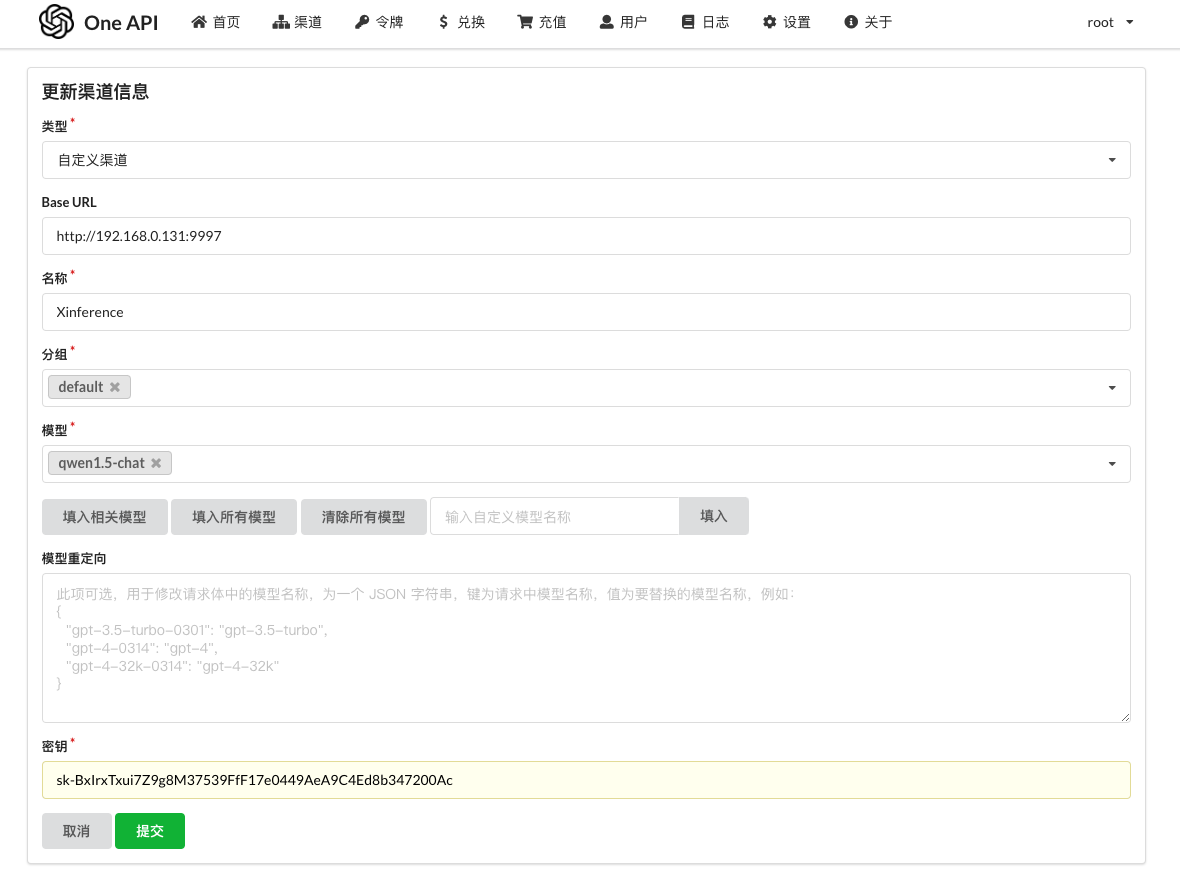 One API 首页 渠道 令牌 兑换 充值 用户 日志 设置 关于 root
更新渠道信息
类型*
自定义渠道
Base URL
http://192.168.0.131:9997
名称*
Xinference
分组*
default
模型*
qwen1.5-chat
填入相关模型 填入所有模型 清除所有模型 输入自定义模型名称 填入
模型重定向
此项可选，用于修改请求体中的模型名称，为一个 JSON 字符串，键为请求中模型名称，值为要替换的模型名称，例如：
{
"gpt-3.5-turbo-0301": "gpt-3.5-turbo",
"gpt-4-0314": "gpt-4",
"gpt-4-32k-0314": "gpt-4-32k"
}
密钥*
sk-BxIrxTxui7Z9g8M37539FfF17e0449AeA9C4Ed8b347200Ac
取消 提交